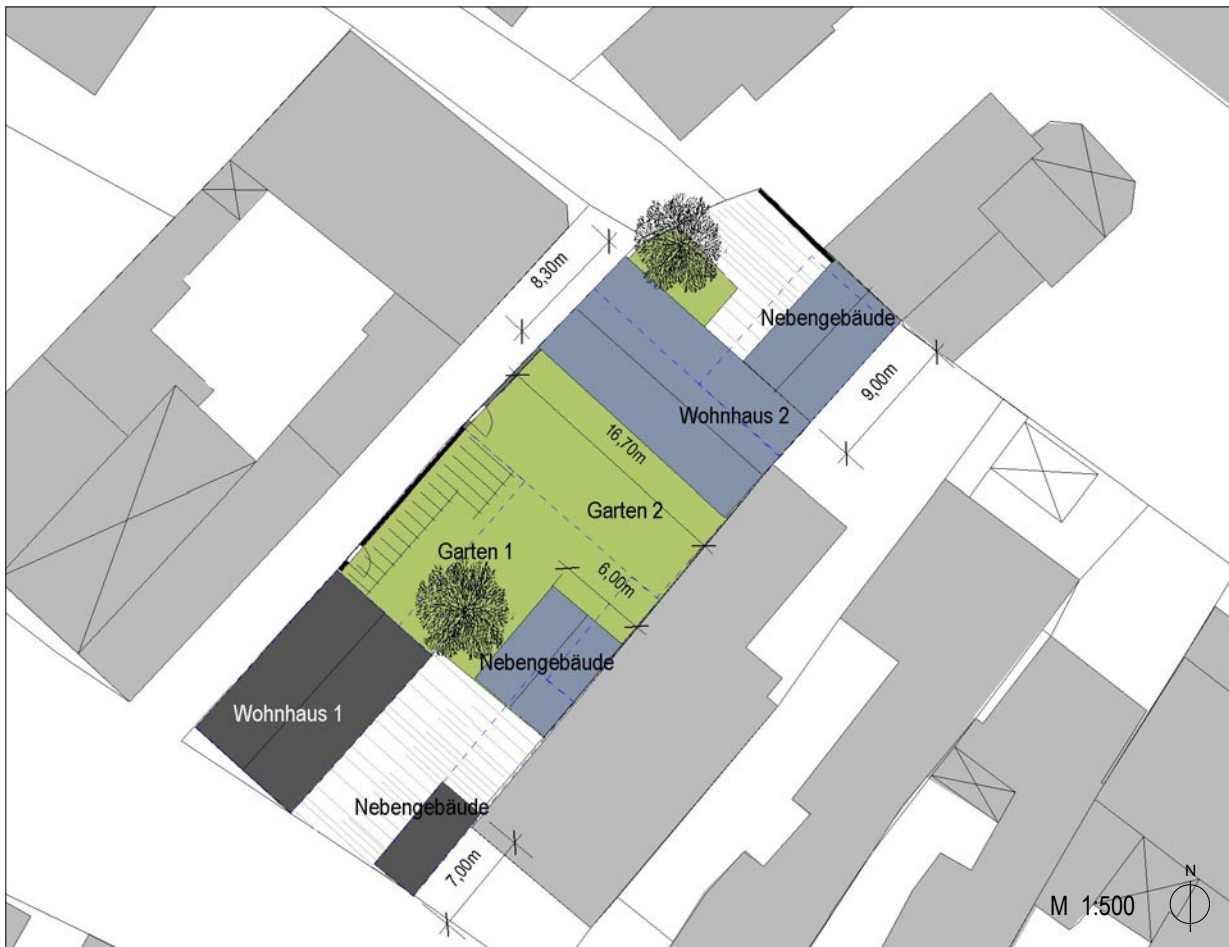 8,30m
Nebengebäude
9,00m
Wohnhaus 2
16,70m
Garten 2
Garten 1
6,00m
Nebengebäude
Wohnhaus 1
Nebengebäude
7,00m
N
M 1:500